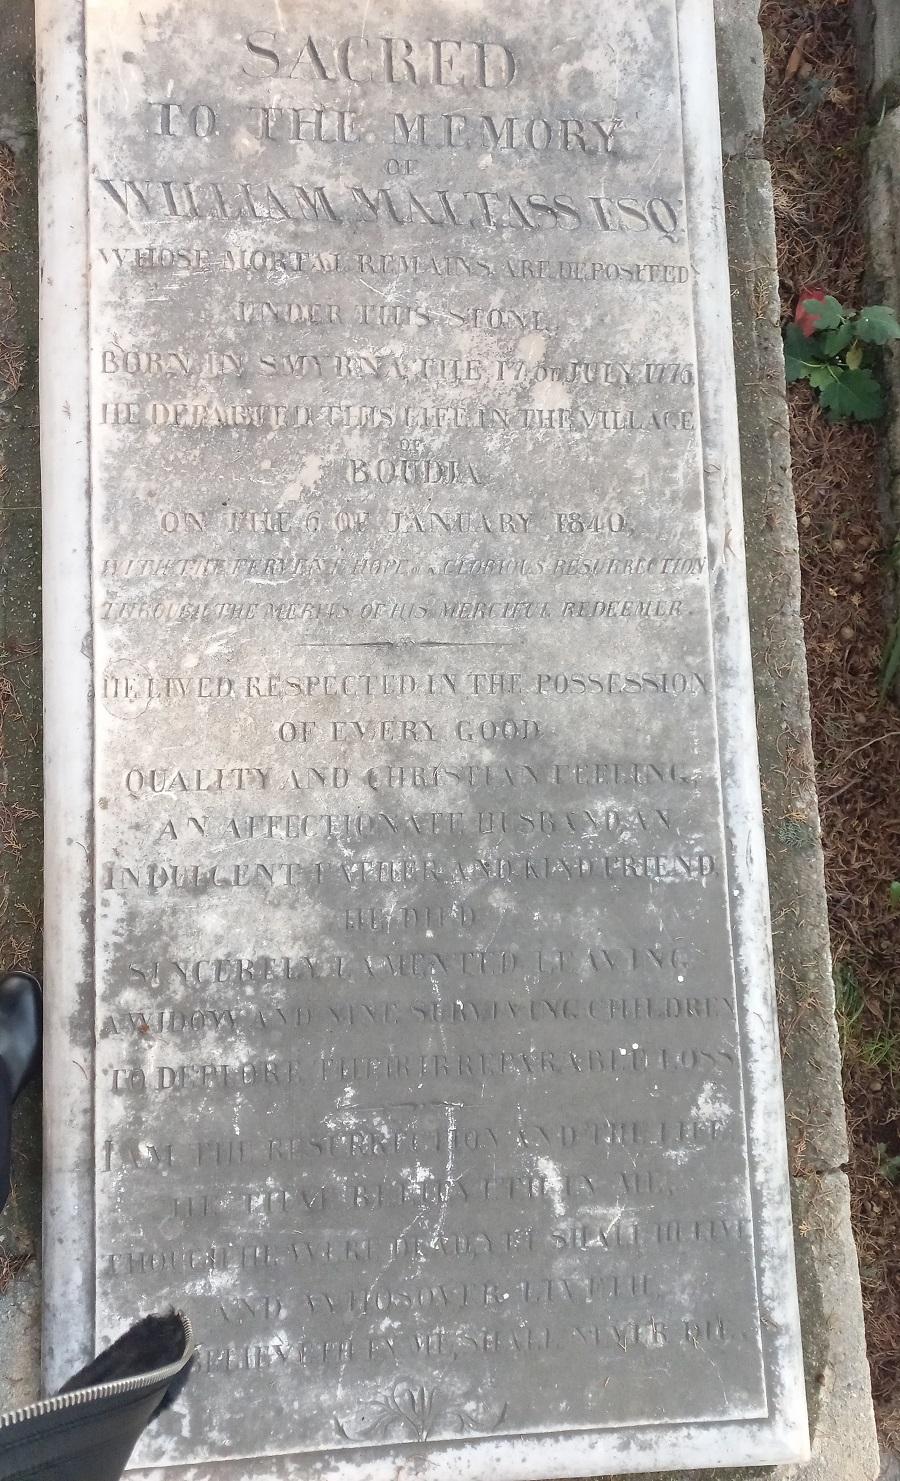 SACRED
TO THE MEMORY
OF
WILLIAM MALTASS ESQ.
WHOSE MORTAL REMAINS ARE DEPOSITED
UNDER THIS STONE.
BORN IN SMYRNA THE 17 OF JULY 1776
HE DEPARTED THIS LIFE IN THE VILLAGE
OF
BOUDJA
ON THE 6 OF JANUARY 1840,
WITH THE FERVENT HOPE OF A GLORIOUS RESURRECTION
THROUGH THE MERITS OF HIS MERCIFUL REDEEMER.
HE LIVED RESPECTED IN THE POSSESSION
OF EVERY GOOD
QUALITY AND CHRISTIAN FEELING,
AN AFFECTIONATE HUSBAND AN
INDULGENT FATHER AND KIND FRIEND,
HE DIED
SINCERELY LAMENTED LEAVING
A WIDOW AND NINE SURVIVING CHILDREN
TO DEPLORE THEIR IRREPARABLE LOSS
I AM THE RESURRECTION AND THE LIFE,
HE THAT BELIEVETH IN ME,
THOUGH HE WERE DEAD, YET SHALL HE LIVE
AND WHOSOVER LIVETH,
BELIEVETH IN ME, SHALL NEVER DIE.